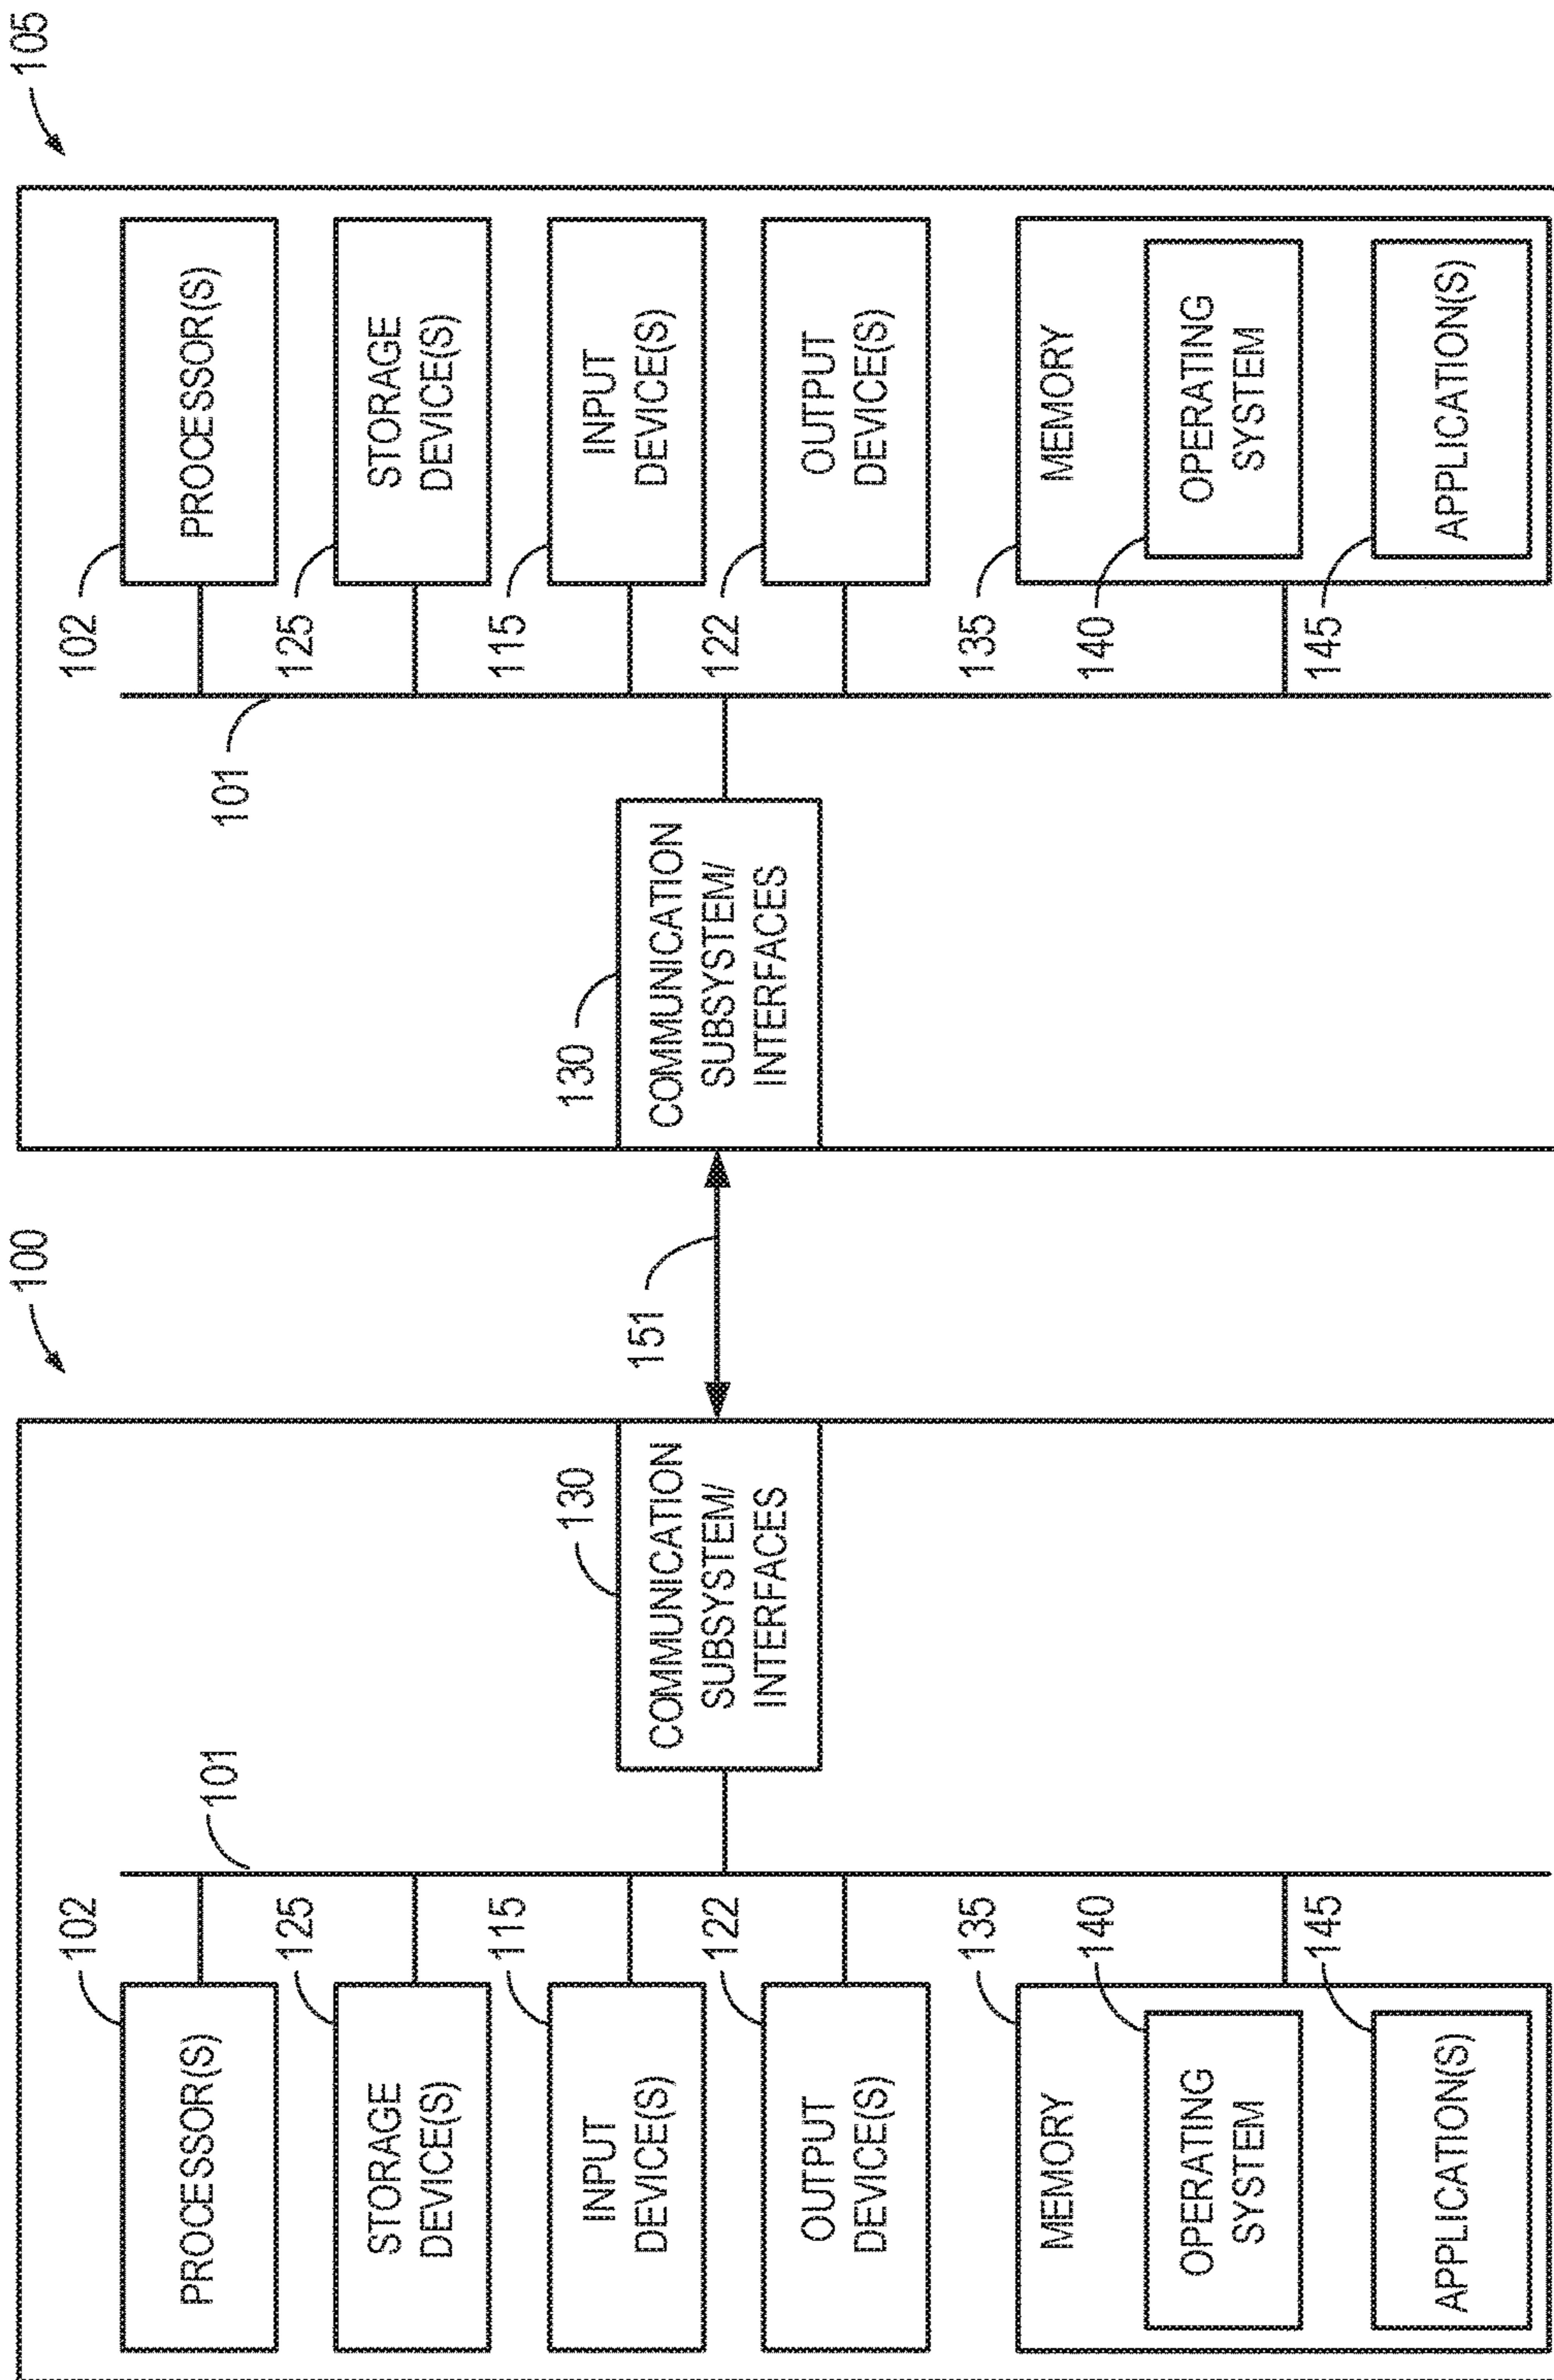 100
102
PROCESSOR(S)
101
125
STORAGE
DEVICE(S)
115
INPUT
DEVICE(S)
130
COMMUNICATION
SUBSYSTEM/
INTERFACES
122
OUTPUT
DEVICE(S)
135
MEMORY
140
OPERATING
SYSTEM
145
APPLICATION(S)
151
105
102
PROCESSOR(S)
101
125
STORAGE
DEVICE(S)
115
INPUT
DEVICE(S)
130
COMMUNICATION
SUBSYSTEM/
INTERFACES
122
OUTPUT
DEVICE(S)
135
MEMORY
140
OPERATING
SYSTEM
145
APPLICATION(S)